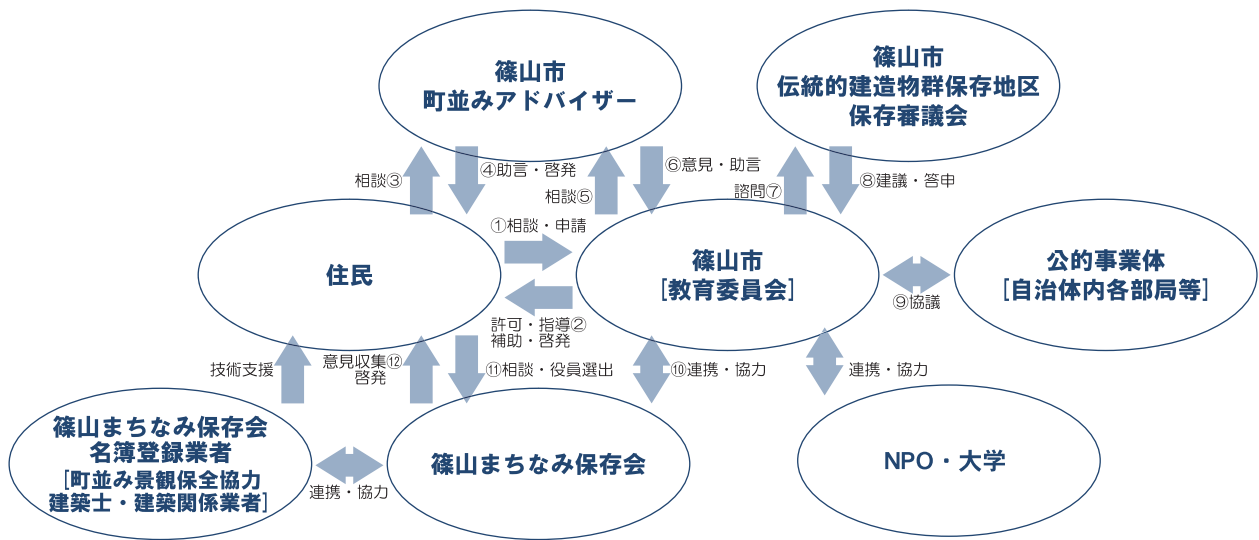 篠山市
町並みアドバイザー
篠山市
伝統的建造物群保存地区
保存審議会
相談③
④助言・啓発
相談⑤
⑥意見・助言
諮問⑦
⑧建議・答申
住民
①相談・申請
許可・指導②
補助・啓発
篠山市
[教育委員会]
⑨協議
公的事業体
[自治体内各部局等]
技術支援
意見収集⑫
啓発
⑪相談・役員選出
⑩連携・協力
連携・協力
篠山まちなみ保存会
名簿登録業者
[町並み景観保全協力
建築士・建築関係業者]
連携・協力
篠山まちなみ保存会
NPO・大学